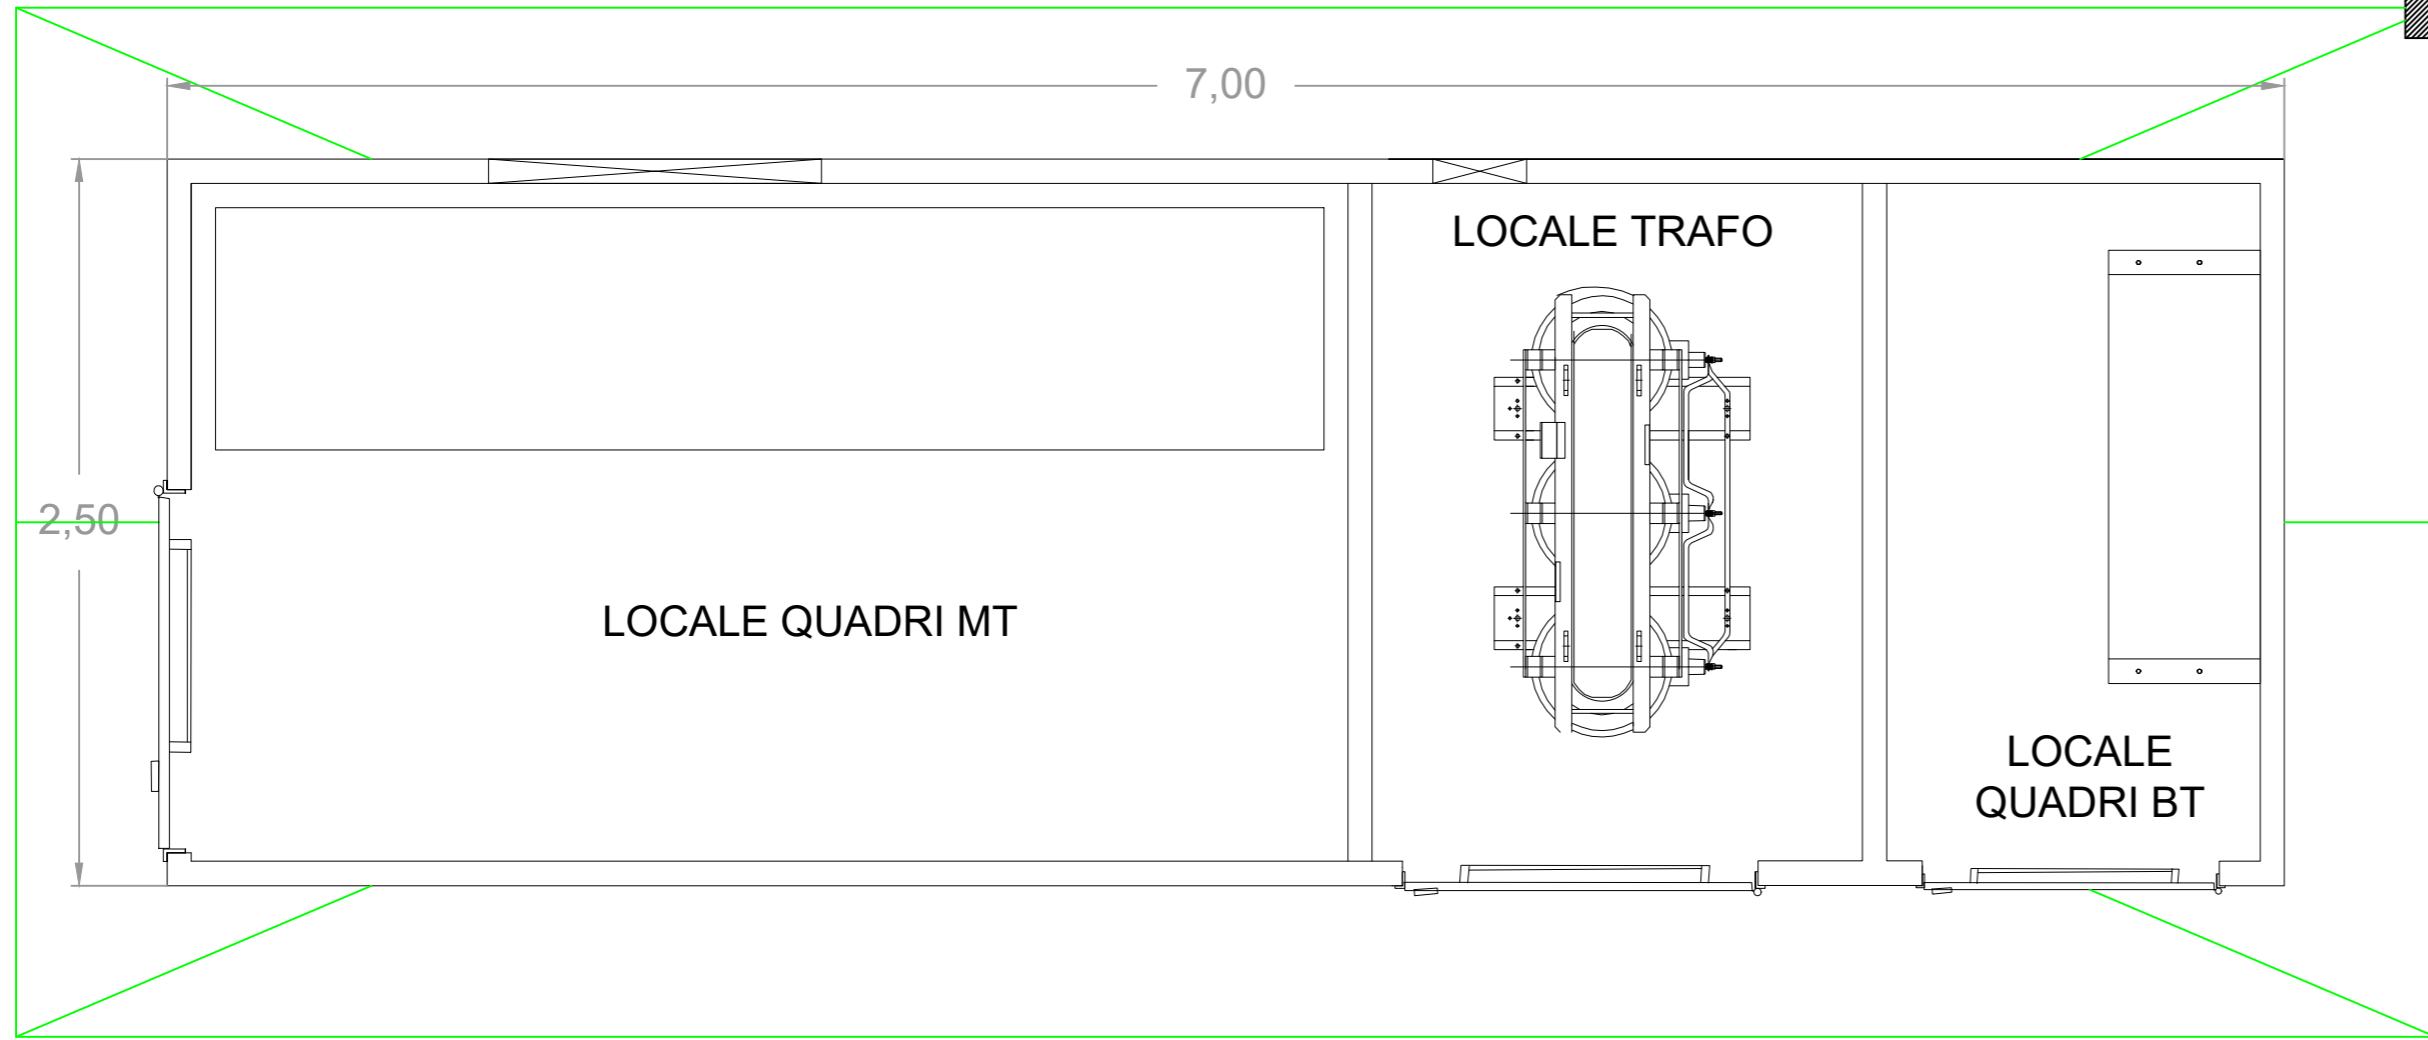 7,00
LOCALE TRAFO
2,50
LOCALE QUADRI MT
LOCALE
QUADRI BT